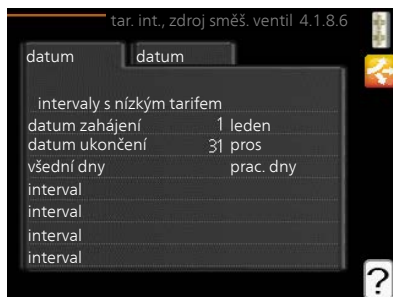 tar. int., zdroj směš. ventil 4.1.8.6
datum datum
intervaly s nízkým tarifem
datum zahájení 1 leden
datum ukončení 31 pros
všední dny prac. dny
interval
interval
interval
interval
?